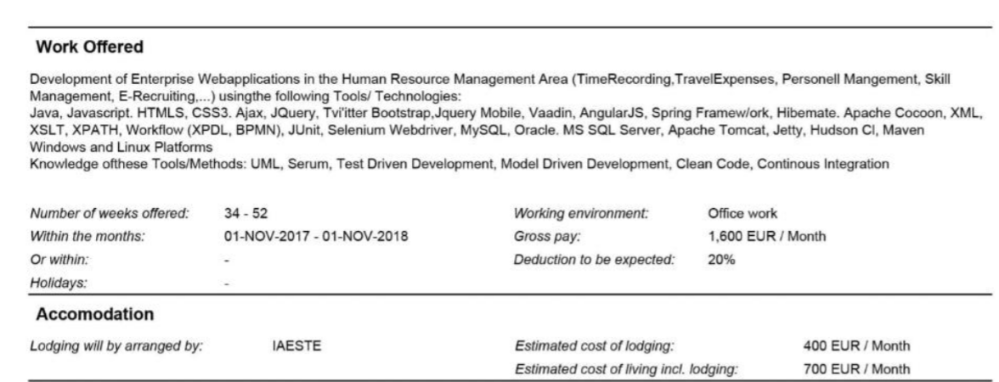 Work Offered
Development of Enterprise Webapplications in the Human Resource Management Area (TimeRecording,TravelExpenses, Personell Mangement, Skill
Management, E-Recruiting,...) usingthe following Tools/ Technologies:
Java, Javascript. HTMLS, CSS3. Ajax, JQuery, Tvi'itter Bootstrap,Jquery Mobile, Vaadin, AngularJS, Spring Framew/ork, Hibemate. Apache Cocoon, XML,
XSLT, XPATH, Workflow (XPDL, BPMN), JUnit, Selenium Webdriver, MySQL, Oracle. MS SQL Server, Apache Tomcat, Jetty, Hudson Cl, Maven
Windows and Linux Platforms
Knowledge ofthese Tools/Methods: UML, Serum, Test Driven Development, Model Driven Development, Clean Code, Continous Integration
Number of weeks offered: 34 - 52 Working environment: Office work
Within the months: 01-NOV-2017 - 01-NOV-2018 Gross pay: 1,600 EUR / Month
Or within: - Deduction to be expected: 20%
Holidays: -
Accomodation
Lodging will by arranged by: IAESTE Estimated cost of lodging: 400 EUR / Month
Estimated cost of living incl. lodging: 700 EUR / Month